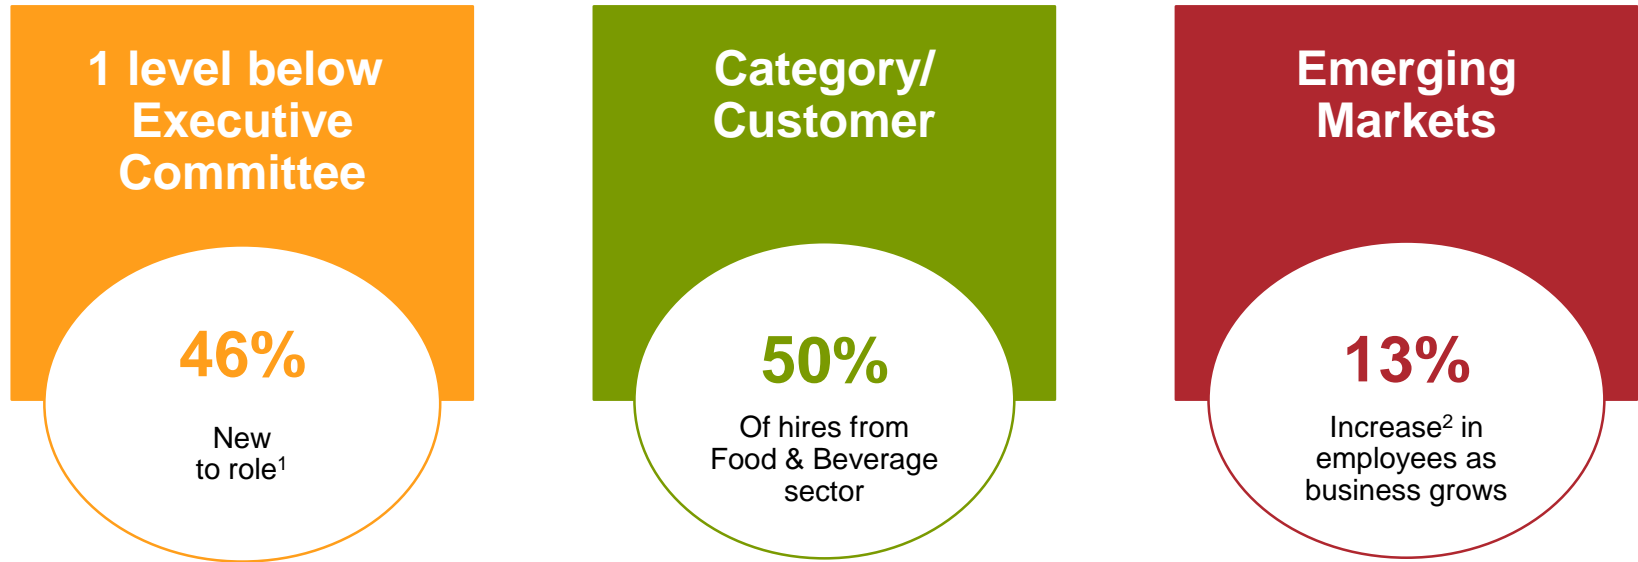 1 level below
Executive
Committee
46%
New
to role¹
Category/
Customer
50%
Of hires from
Food & Beverage
sector
Emerging
Markets
13%
Increase² in
employees as
business grows